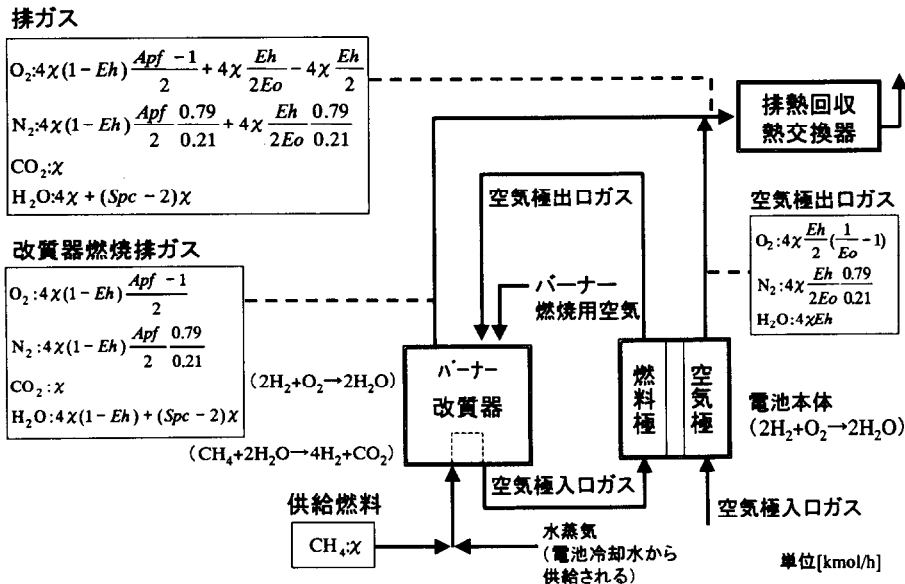 排ガス
O₂:4χ(1−Eh) (Apf −1)/2 + 4χ Eh/2Eo − 4χ Eh/2
N₂:4χ(1−Eh) Apf/2 0.79/0.21 + 4χ Eh/2Eo 0.79/0.21
CO₂:χ
H₂O:4χ + (Spc − 2)χ
排熱回収
熱交換器
空気極出口ガス
空気極出口ガス
O₂:4χ Eh/2 (1/Eo −1)
N₂:4χ Eh/2Eo 0.79/0.21
H₂O:4χEh
改質器燃焼排ガス
O₂:4χ(1−Eh) (Apf −1)/2
N₂:4χ(1−Eh) Apf/2 0.79/0.21
CO₂:χ
H₂O:4χ(1−Eh) + (Spc −2)χ
バーナー
燃焼用空気
バーナー
改質器
(2H₂+O₂→2H₂O)
(CH₄+2H₂O→4H₂+CO₂)
燃料極
空気極
電池本体
(2H₂+O₂→2H₂O)
空気極入口ガス
空気極入口ガス
供給燃料
CH₄:χ
水蒸気
(電池冷却水から
供給される)
単位[kmol/h]